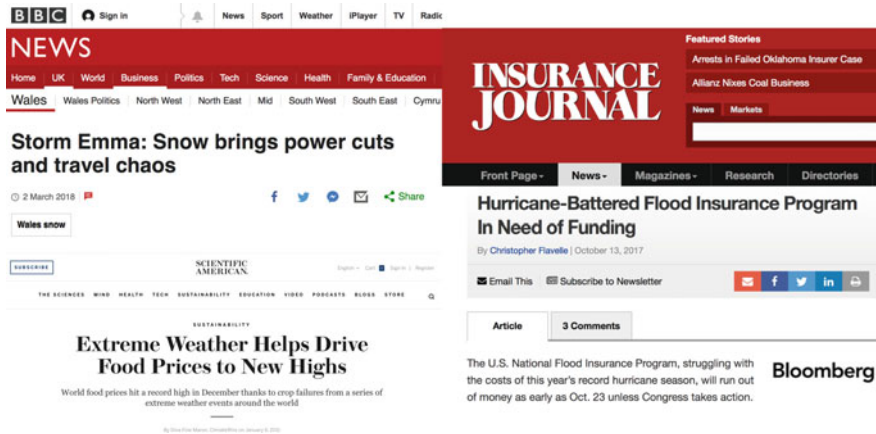 BBC Sign in News Sport Weather iPlayer TV Radio
NEWS
Home UK World Business Politics Tech Science Health Family & Education
Wales Wales Politics North West North East Mid South West South East Cymru
Storm Emma: Snow brings power cuts
and travel chaos
2 March 2018
Share
Wales snow
SUBSCRIBE
SCIENTIFIC
AMERICAN.
English Cart Sign In | Register
THE SCIENCES MIND HEALTH TECH SUSTAINABILITY EDUCATION VIDEO PODCASTS BLOGS STORE
SUSTAINABILITY
Extreme Weather Helps Drive
Food Prices to New Highs
World food prices hit a record high in December thanks to crop failures from a series of
extreme weather events around the world
Featured Stories
Arrests in Failed Oklahoma Insurer Case
Allianz Nixes Coal Business
News Markets
INSURANCE
JOURNAL
Front Page News Magazines Research Directories
Hurricane-Battered Flood Insurance Program
In Need of Funding
By Christopher Flavelle | October 13, 2017
Email This Subscribe to Newsletter
Article 3 Comments
The U.S. National Flood Insurance Program, struggling with
the costs of this year's record hurricane season, will run out
of money as early as Oct. 23 unless Congress takes action.
Bloomberg